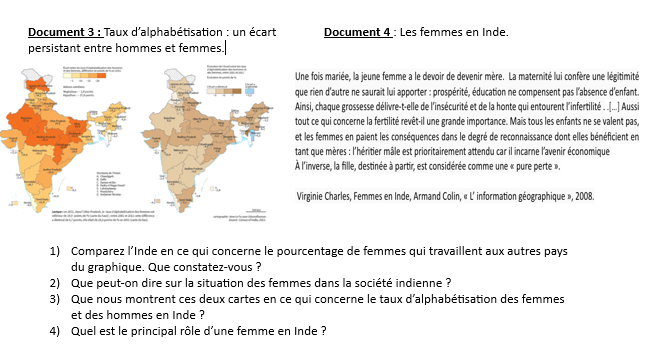 Document 3 : Taux d'alphabétisation : un écart
persistant entre hommes et femmes.
Document 4 : Les femmes en Inde.
Une fois mariée, la jeune femme a le devoir de devenir mère. La maternité lui confère une légitimité
que rien d'autre ne saurait lui apporter : prospérité, éducation ne compensent pas l'absence d'enfant.
Ainsi, chaque grossesse délivre-t-elle de l'insécurité et de la honte qui entourent l'infertilité . .[...] Aussi
tout ce qui concerne la fertilité revêt-il une grande importance. Mais tous les enfants ne se valent pas,
et les femmes en paient les conséquences dans le degré de reconnaissance dont elles bénéficient en
tant que mères : l'héritier mâle est prioritairement attendu car il incarne l'avenir économique
À l'inverse, la fille, destinée à partir, est considérée comme une « pure perte ».
Virginie Charles, Femmes en Inde, Armand Colin, « L' information géographique », 2008.
1) Comparez l'Inde en ce qui concerne le pourcentage de femmes qui travaillent aux autres pays
du graphique. Que constatez-vous ?
2) Que peut-on dire sur la situation des femmes dans la société indienne ?
3) Que nous montrent ces deux cartes en ce qui concerne le taux d'alphabétisation des femmes
et des hommes en Inde ?
4) Quel est le principal rôle d'une femme en Inde ?